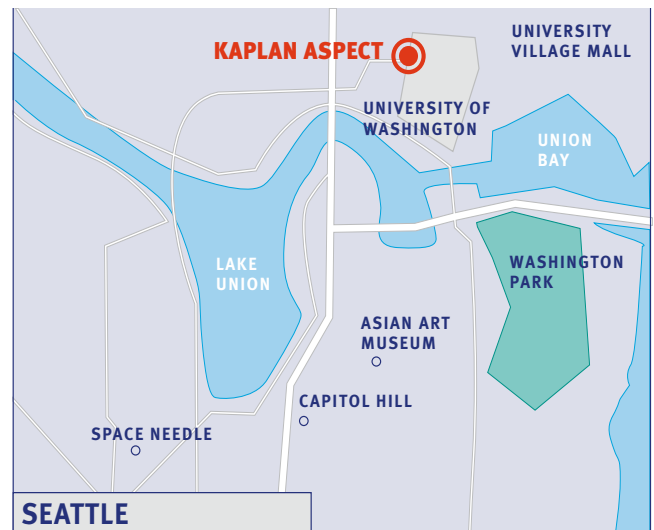 UNIVERSITY
VILLAGE MALL
KAPLAN ASPECT
UNIVERSITY OF
WASHINGTON
UNION
BAY
LAKE
UNION
WASHINGTON
PARK
ASIAN ART
MUSEUM
CAPITOL HILL
SPACE NEEDLE
SEATTLE